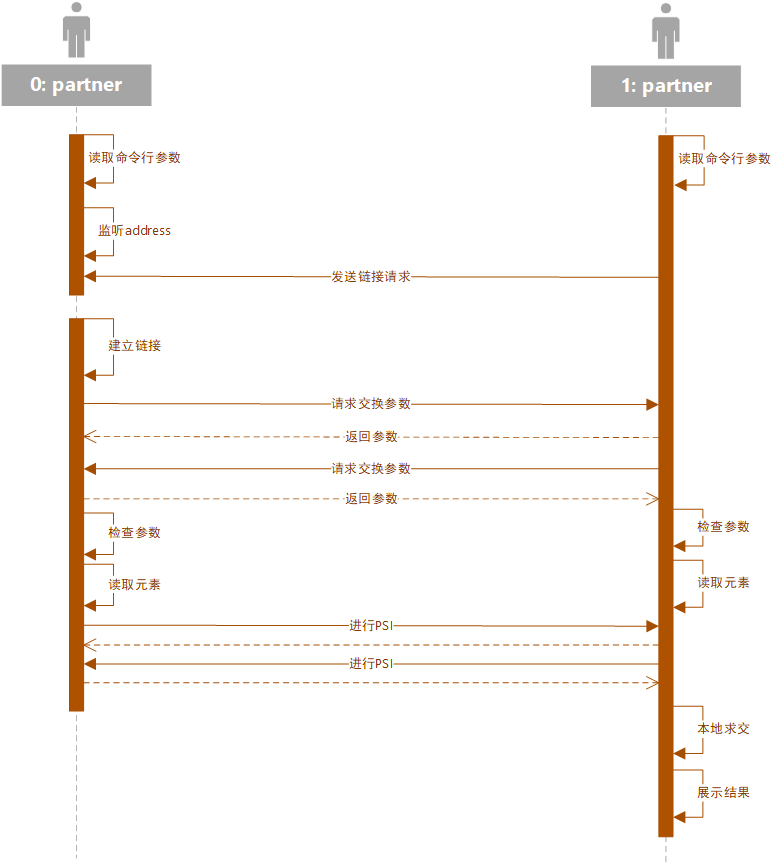 0: partner
1: partner
读取命令行参数
读取命令行参数
监听address
发送链接请求
建立链接
请求交换参数
返回参数
请求交换参数
返回参数
检查参数
检查参数
读取元素
读取元素
进行PSI
进行PSI
本地求交
展示结果